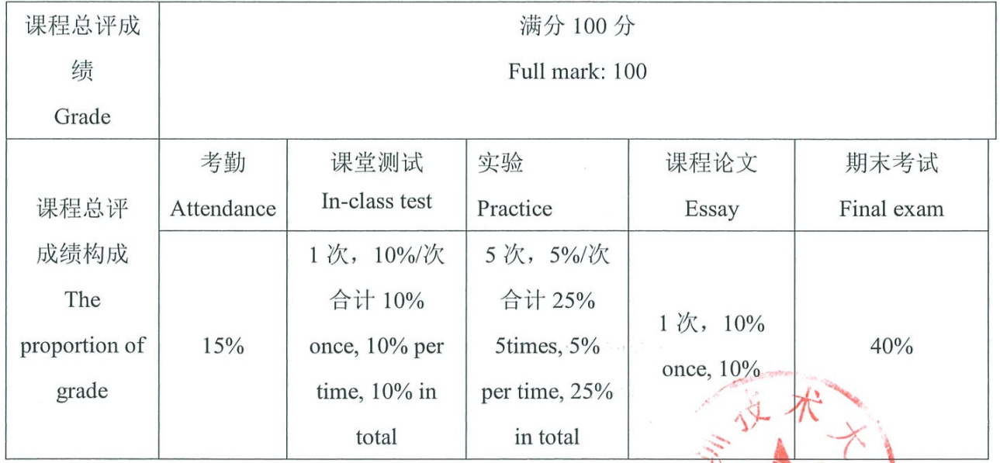 课程总评成
绩
Grade
满分 100 分
Full mark: 100
课程总评
成绩构成
The
proportion of
grade
考勤
Attendance
课堂测试
In-class test
实验
Practice
课程论文
Essay
期末考试
Final exam
15%
1 次，10%/次
合计 10%
once, 10% per
time, 10% in
total
5 次，5%/次
合计 25%
5times, 5%
per time, 25%
in total
1 次，10%
once, 10%
40%
圳技术大